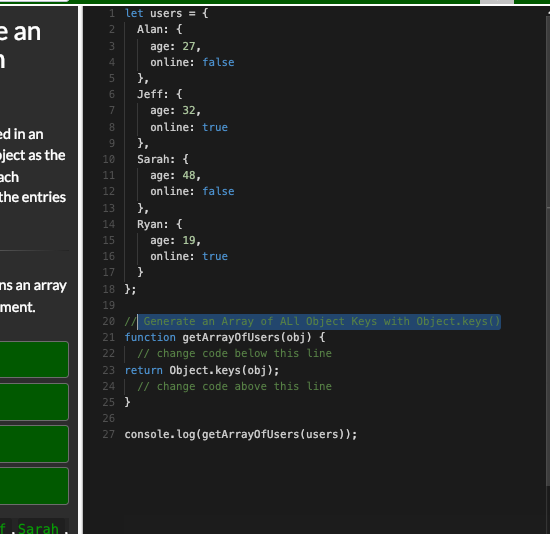 e an
ed in an
ject as the
ach
the entries
ns an array
ment.
f, Sarah,
1 let users = {
2 Alan: {
3 age: 27,
4 online: false
5 },
6 Jeff: {
7 age: 32,
8 online: true
9 },
10 Sarah: {
11 age: 48,
12 online: false
13 },
14 Ryan: {
15 age: 19,
16 online: true
17 }
18 };
19
20 // Generate an Array of ALl Object Keys with Object.keys()
21 function getArrayOfUsers(obj) {
22 // change code below this line
23 return Object.keys(obj);
24 // change code above this line
25 }
26
27 console.log(getArrayOfUsers(users));